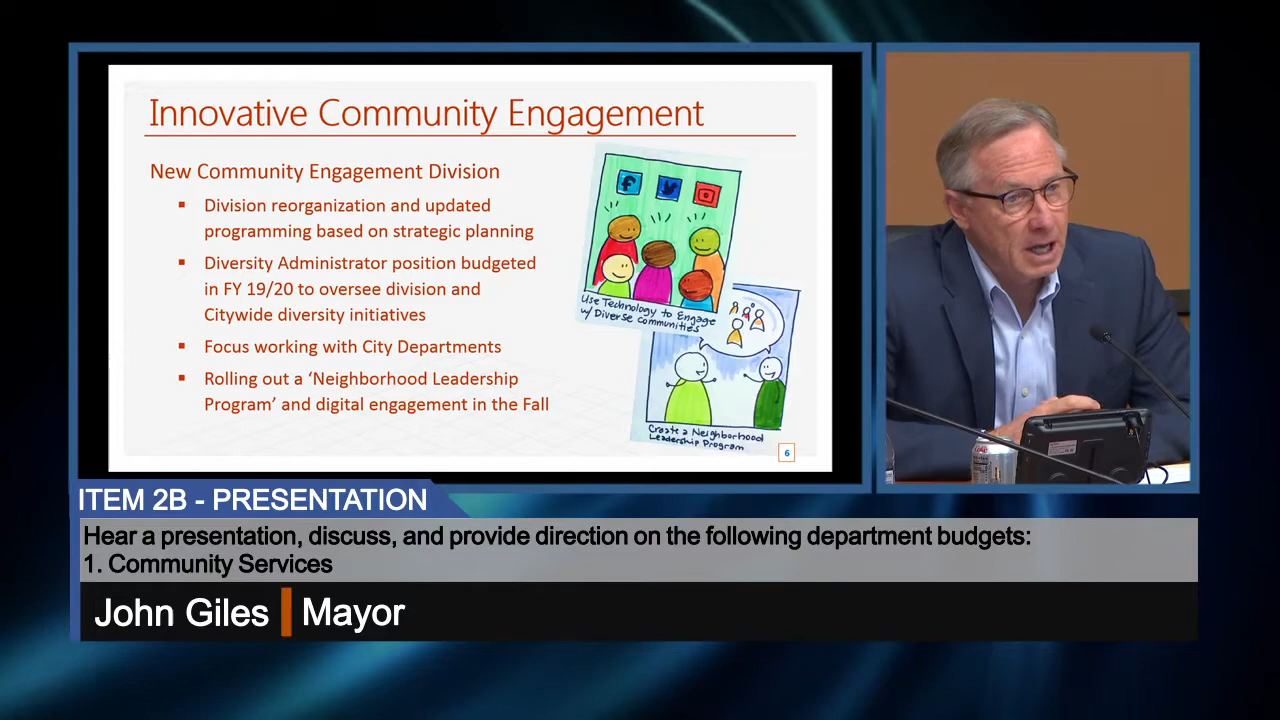 Innovative Community Engagement
New Community Engagement Division
Division reorganization and updated
programming based on strategic planning
Diversity Administrator position budgeted
in FY 19/20 to oversee division and
Citywide diversity initiatives
Focus working with City Departments
Rolling out a ‘Neighborhood Leadership
Program’ and digital engagement in the Fall
Use Technology to Engage
w/ Diverse communities
Create a Neighborhood
Leadership Program
6
ITEM 2B - PRESENTATION
Hear a presentation, discuss, and provide direction on the following department budgets:
1. Community Services
John Giles Mayor